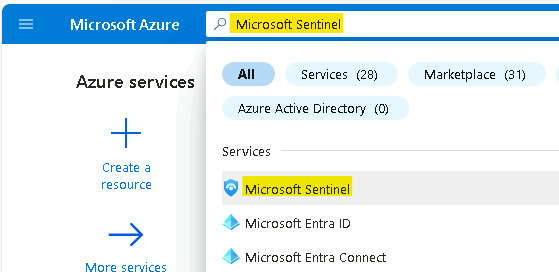 Microsoft Azure
Microsoft Sentinel
All
Services (28)
Marketplace (31)
Azure Active Directory (0)
Azure services
Create a
resource
More services
Services
Microsoft Sentinel
Microsoft Entra ID
Microsoft Entra Connect